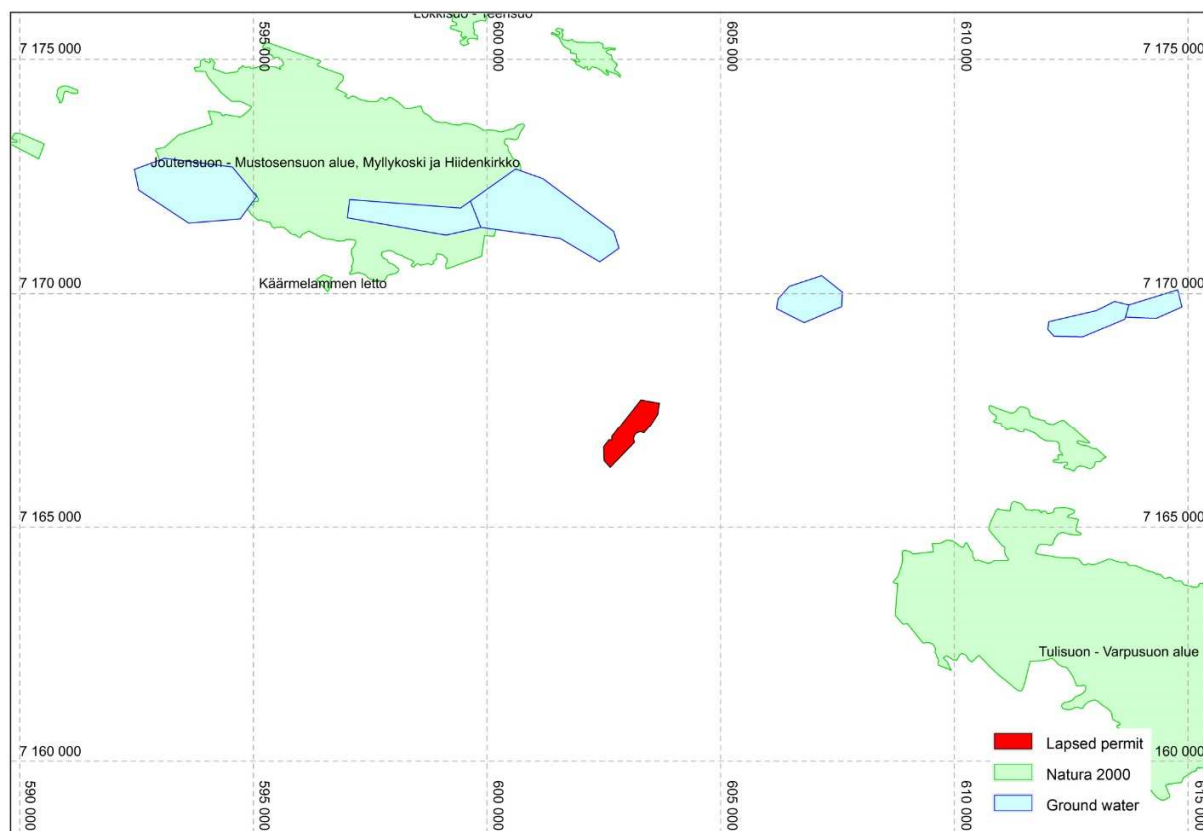 Lokkisuo - Teerisuo
595 000
600 000
605 000
610 000
7 175 000
7 175 000
Joutensuon - Mustosensuon alue, Myllykoski ja Hiidenkirkko
7 170 000
Käärmelammen letto
7 170 000
7 165 000
7 165 000
Tulisuon - Varpusuon alue
7 160 000
160 000
Lapsed permit
Natura 2000
Ground water
590 000
595 000
600 000
605 000
610 000